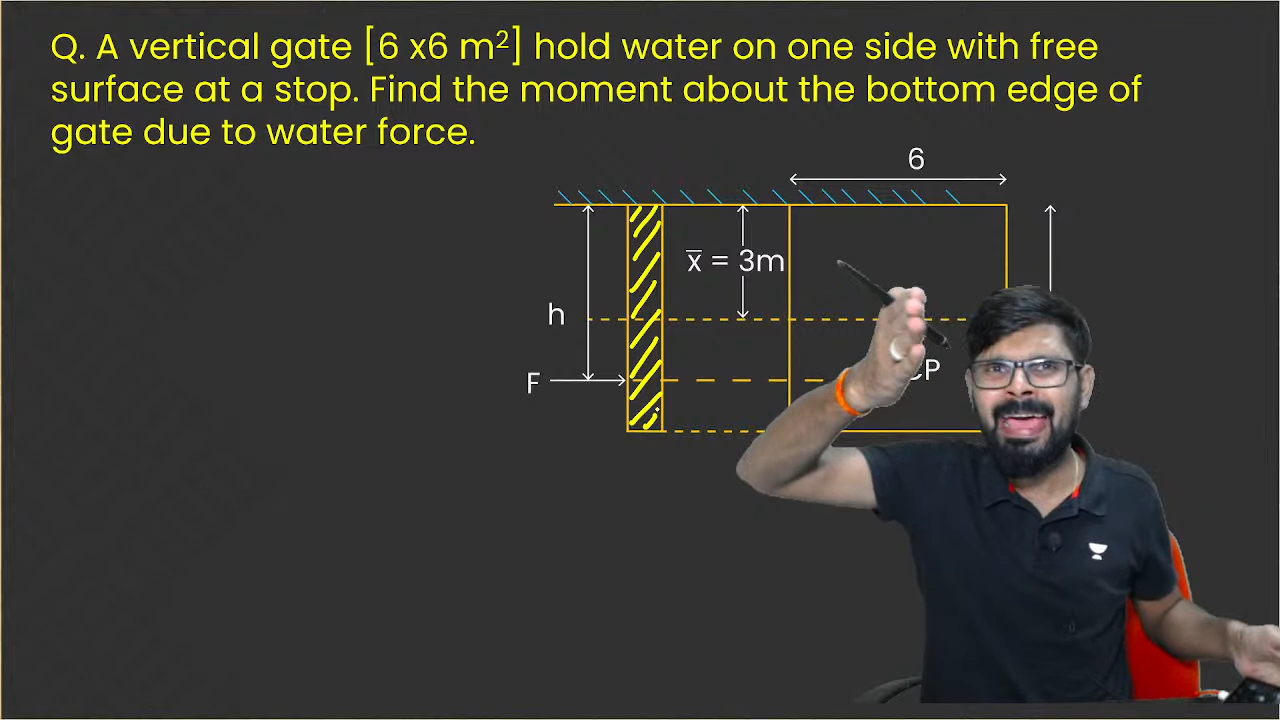 Q. A vertical gate [6 x6 m²] hold water on one side with free
surface at a stop. Find the moment about the bottom edge of
gate due to water force.
6
x̅ = 3m
h
F
CP